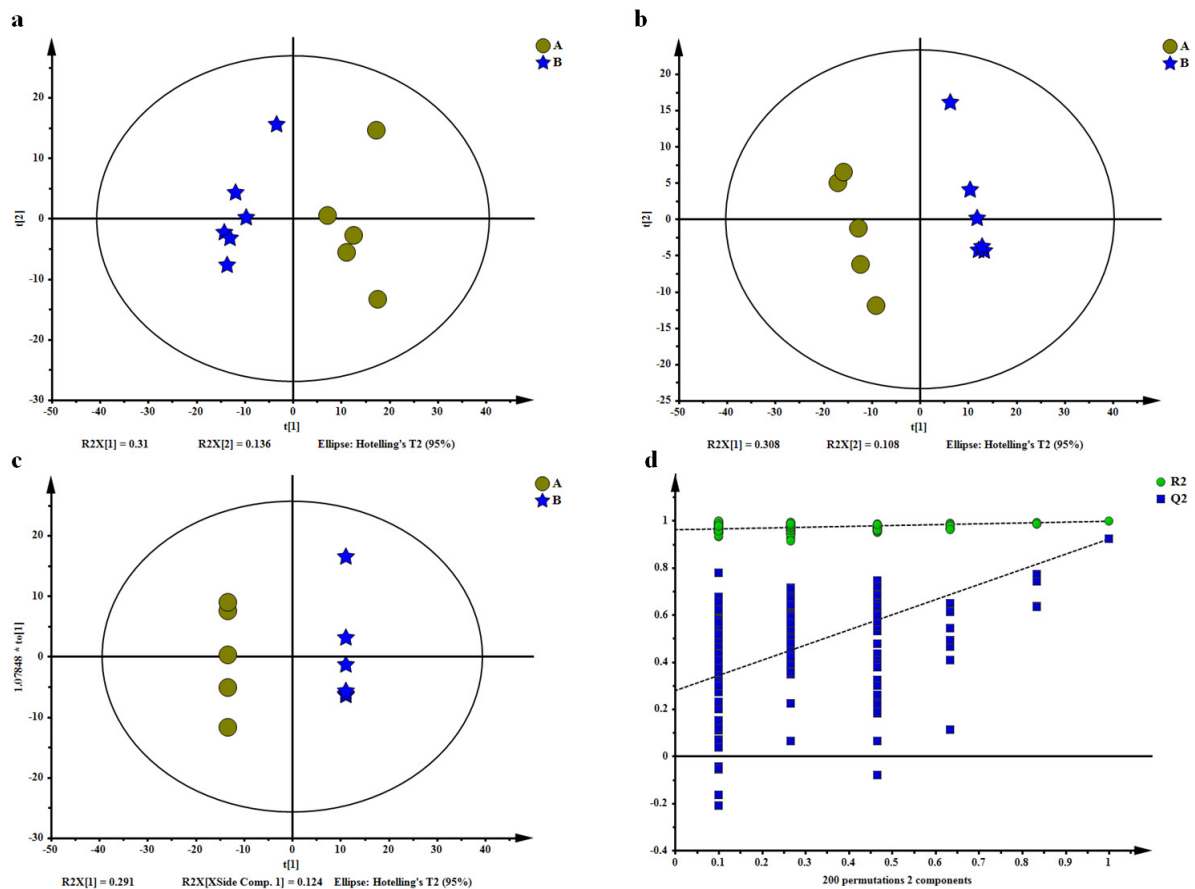 a
A
B
t[2]
20
10
0
-10
-20
-30
-50 -40 -30 -20 -10 0 10 20 30 40
t[1]
R2X[1] = 0.31 R2X[2] = 0.136 Ellipse: Hotelling's T2 (95%)
b
A
B
t[2]
20
15
10
5
0
-5
-10
-15
-20
-25
-50 -40 -30 -20 -10 0 10 20 30 40
t[1]
R2X[1] = 0.308 R2X[2] = 0.108 Ellipse: Hotelling's T2 (95%)
c
A
B
1.07848 * to[1]
20
10
0
-10
-20
-30
-50 -40 -30 -20 -10 0 10 20 30 40
t[1]
R2X[1] = 0.291 R2X[XSide Comp. 1] = 0.124 Ellipse: Hotelling's T2 (95%)
d
R2
Q2
1
0.8
0.6
0.4
0.2
0
-0.2
-0.4
0 0.1 0.2 0.3 0.4 0.5 0.6 0.7 0.8 0.9 1
200 permutations 2 components